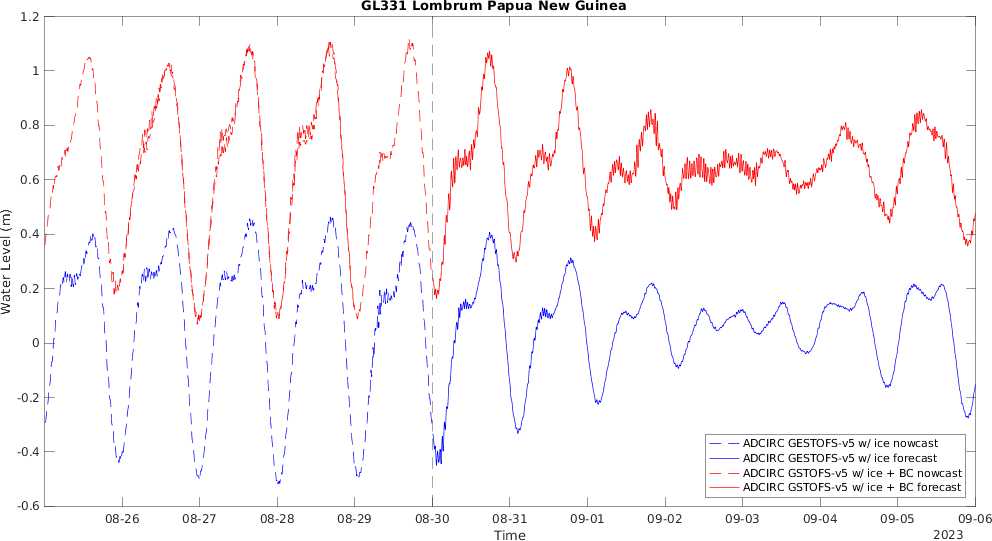 GL331 Lombrum Papua New Guinea
1.2
1
0.8
0.6
0.4
0.2
0
-0.2
-0.4
-0.6
Water Level (m)
ADCIRC GESTOFS-v5 w/ ice nowcast
ADCIRC GESTOFS-v5 w/ ice forecast
ADCIRC GSTOFS-v5 w/ ice + BC nowcast
ADCIRC GSTOFS-v5 w/ ice + BC forecast
08-26 08-27 08-28 08-29 08-30 08-31 09-01 09-02 09-03 09-04 09-05 09-06
Time
2023